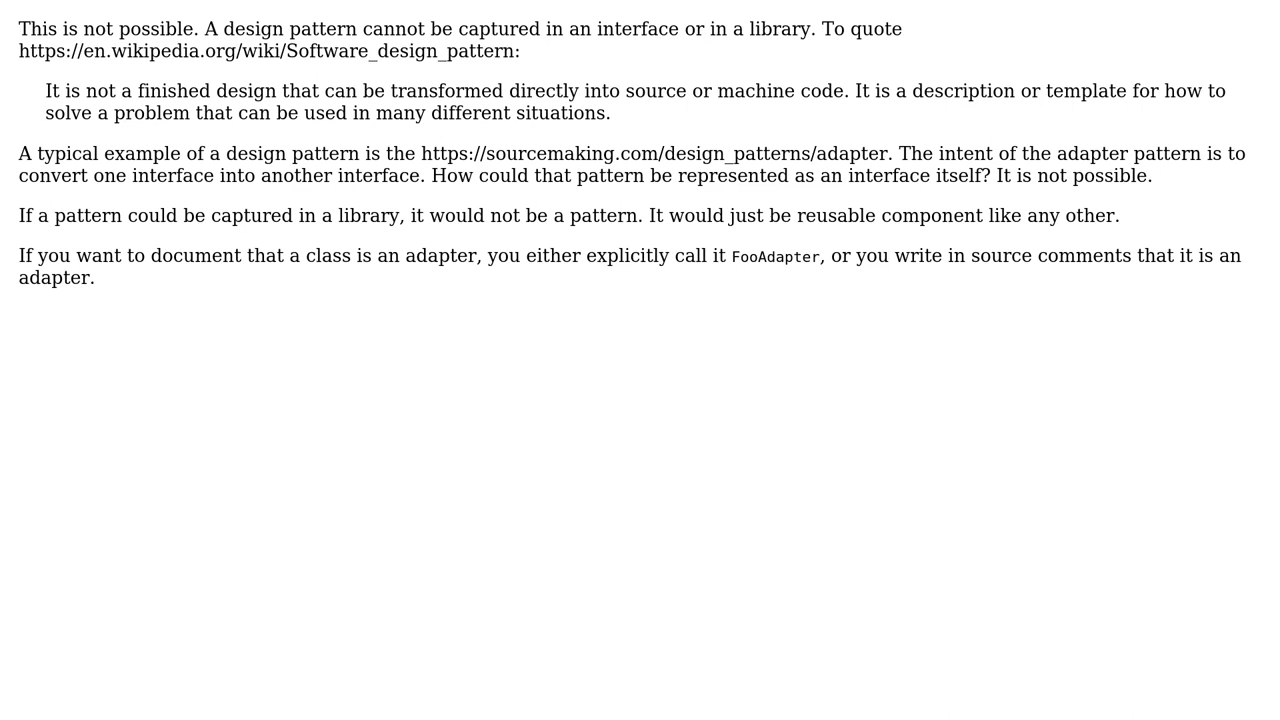 This is not possible. A design pattern cannot be captured in an interface or in a library. To quote
https://en.wikipedia.org/wiki/Software_design_pattern:
It is not a finished design that can be transformed directly into source or machine code. It is a description or template for how to
solve a problem that can be used in many different situations.
A typical example of a design pattern is the https://sourcemaking.com/design_patterns/adapter. The intent of the adapter pattern is to
convert one interface into another interface. How could that pattern be represented as an interface itself? It is not possible.
If a pattern could be captured in a library, it would not be a pattern. It would just be reusable component like any other.
If you want to document that a class is an adapter, you either explicitly call it FooAdapter, or you write in source comments that it is an
adapter.